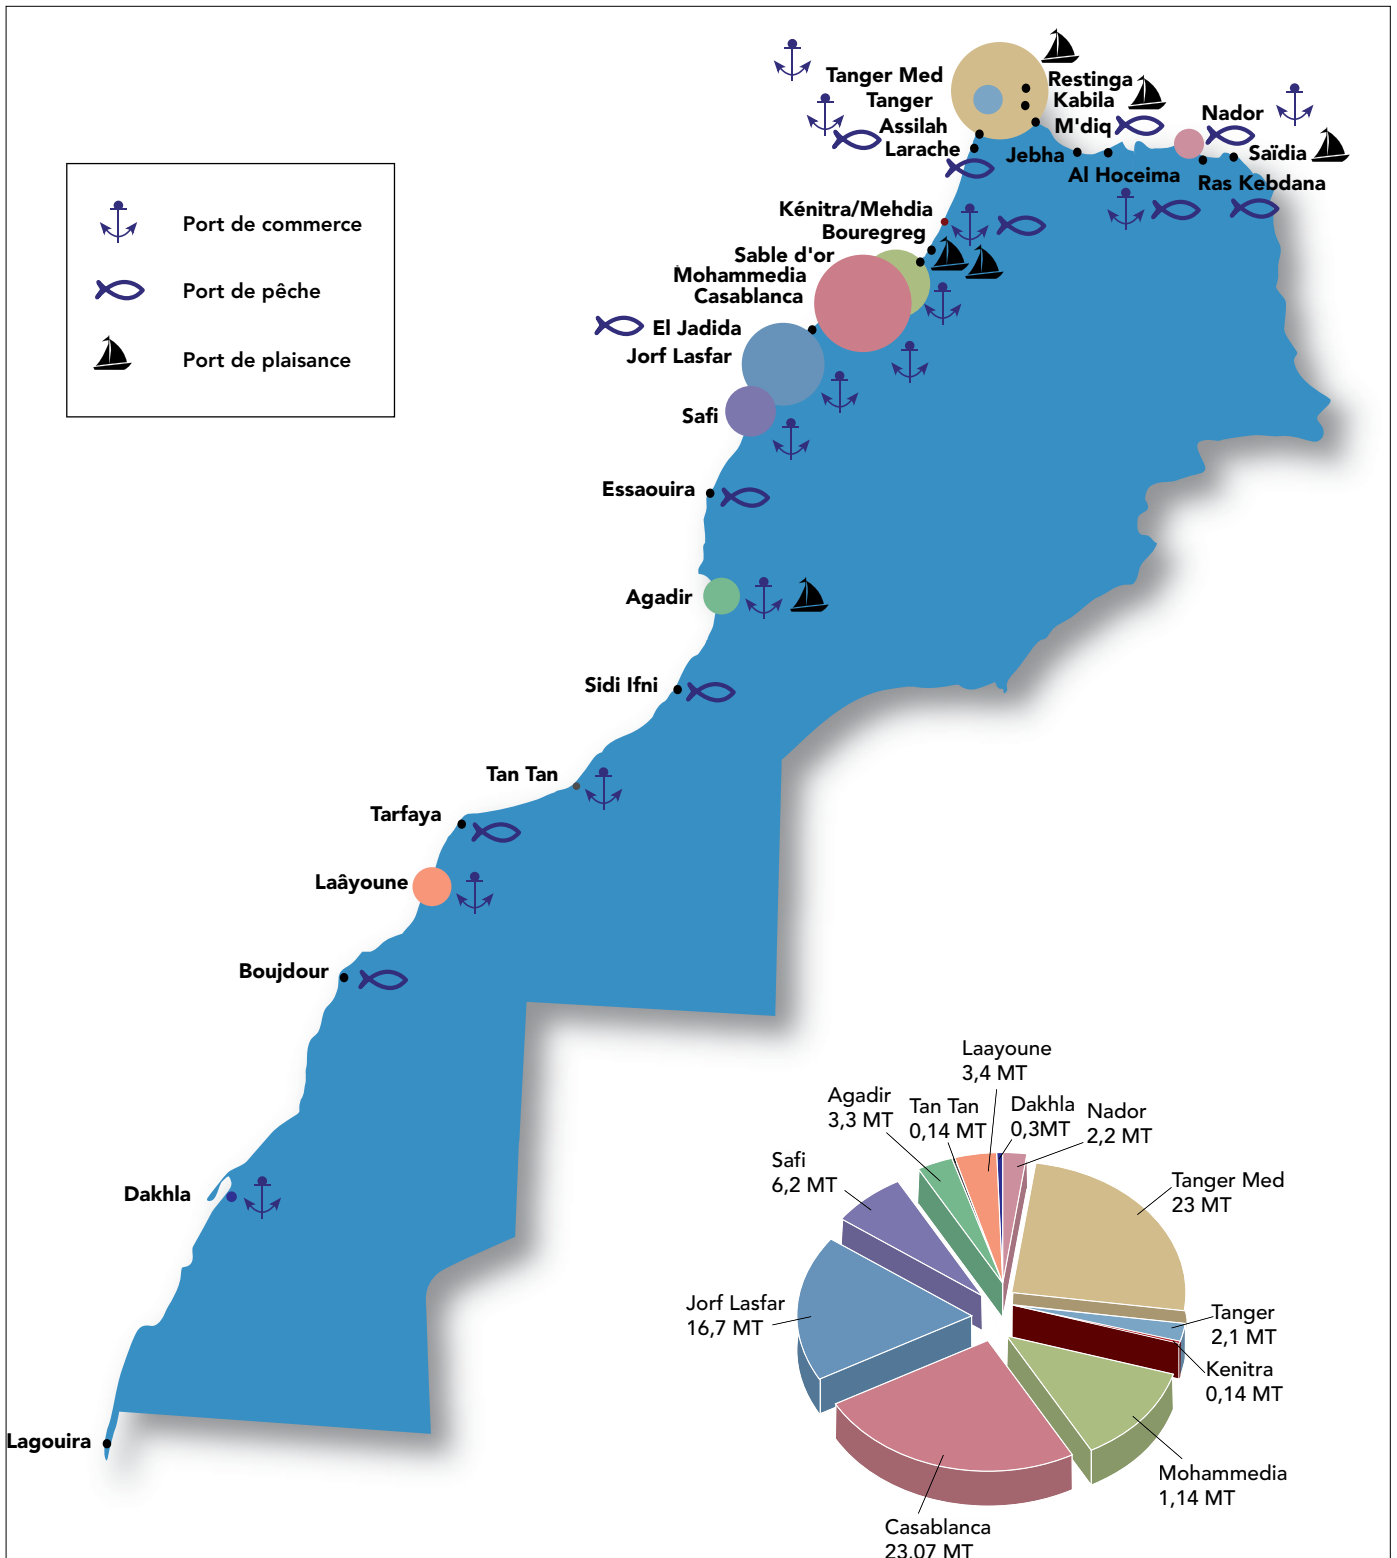 Port de commerce
Port de pêche
Port de plaisance
Tanger Med
Tanger
Assilah
Larache
Restinga
Kabila
M'diq
Jebha
Al Hoceima
Nador
Saïdia
Ras Kebdana
Kénitra/Mehdia
Bouregreg
Sable d'or
Mohammedia
Casablanca
El Jadida
Jorf Lasfar
Safi
Essaouira
Agadir
Sidi Ifni
Tan Tan
Tarfaya
Laâyoune
Boujdour
Dakhla
Lagouira
Laayoune
3,4 MT
Agadir
3,3 MT
Tan Tan
0,14 MT
Dakhla
0,3MT
Nador
2,2 MT
Safi
6,2 MT
Tanger Med
23 MT
Jorf Lasfar
16,7 MT
Tanger
2,1 MT
Kenitra
0,14 MT
Mohammedia
1,14 MT
Casablanca
23,07 MT